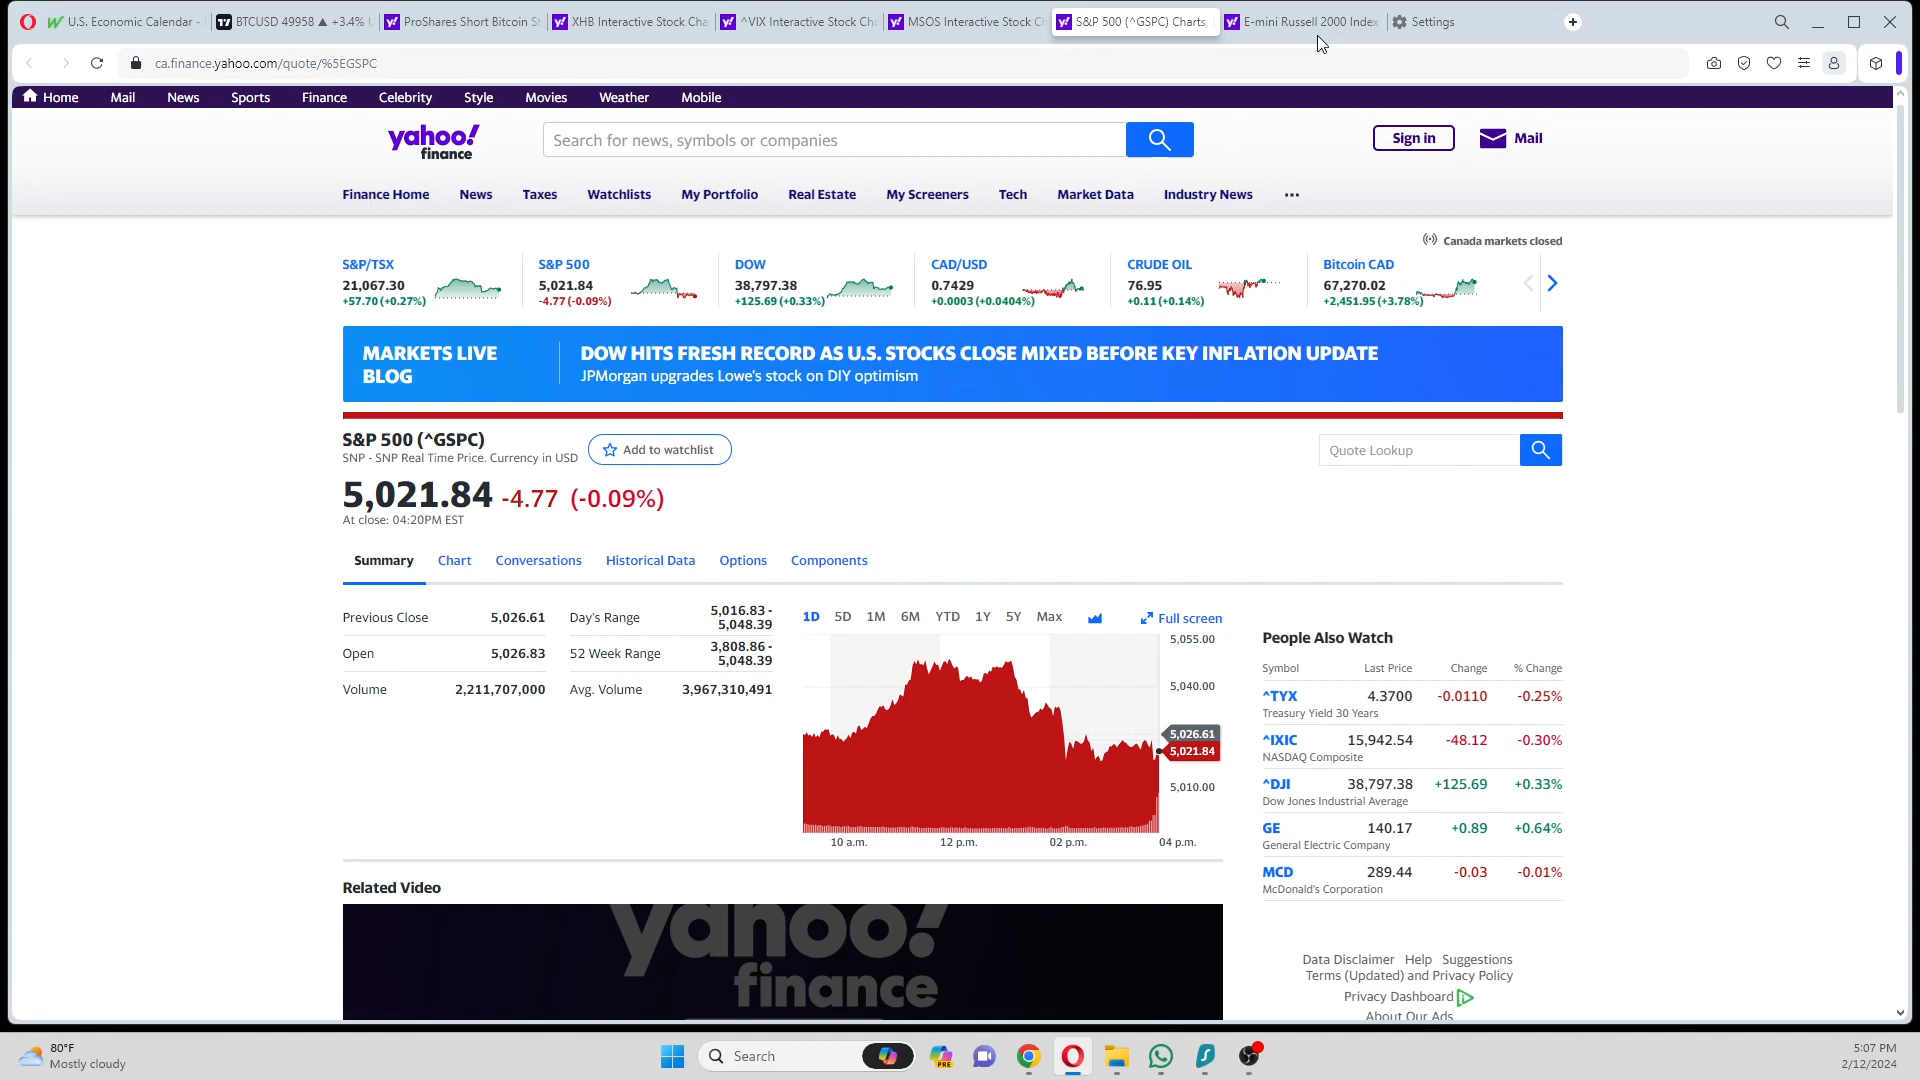 U.S. Economic Calendar -
BTCUSD 49958 ▲ +3.4%
ProShares Short Bitcoin St
XHB Interactive Stock Cha
^VIX Interactive Stock Cha
MSOS Interactive Stock C
S&P 500 (^GSPC) Charts,
E-mini Russell 2000 Index
Settings
ca.finance.yahoo.com/quote/%5EGSPC
Home Mail News Sports Finance Celebrity Style Movies Weather Mobile
yahoo!
finance
Search for news, symbols or companies
Sign in
Mail
Finance Home News Taxes Watchlists My Portfolio Real Estate My Screeners Tech Market Data Industry News ...
Canada markets closed
S&P/TSX
21,067.30
+57.70 (+0.27%)
S&P 500
5,021.84
-4.77 (-0.09%)
DOW
38,797.38
+125.69 (+0.33%)
CAD/USD
0.7429
+0.0003 (+0.0404%)
CRUDE OIL
76.95
+0.11 (+0.14%)
Bitcoin CAD
67,270.02
+2,451.95 (+3.78%)
MARKETS LIVE
BLOG
DOW HITS FRESH RECORD AS U.S. STOCKS CLOSE MIXED BEFORE KEY INFLATION UPDATE
JPMorgan upgrades Lowe's stock on DIY optimism
S&P 500 (^GSPC)
SNP - SNP Real Time Price. Currency in USD
Add to watchlist
Quote Lookup
5,021.84 -4.77 (-0.09%)
At close: 04:20PM EST
Summary Chart Conversations Historical Data Options Components
Previous Close 5,026.61
Open 5,026.83
Volume 2,211,707,000
Day's Range 5,016.83 -
5,048.39
52 Week Range 3,808.86 -
5,048.39
Avg. Volume 3,967,310,491
1D 5D 1M 6M YTD 1Y 5Y Max
Full screen
5,055.00
5,040.00
5,026.61
5,021.84
5,010.00
10 a.m. 12 p.m. 02 p.m. 04 p.m.
People Also Watch
Symbol Last Price Change % Change
^TYX 4.3700 -0.0110 -0.25%
Treasury Yield 30 Years
^IXIC 15,942.54 -48.12 -0.30%
NASDAQ Composite
^DJI 38,797.38 +125.69 +0.33%
Dow Jones Industrial Average
GE 140.17 +0.89 +0.64%
General Electric Company
MCD 289.44 -0.03 -0.01%
McDonald's Corporation
Related Video
yahoo!
finance
Data Disclaimer Help Suggestions
Terms (Updated) and Privacy Policy
Privacy Dashboard
About Our Ads
80°F
Mostly cloudy
Search
PRE
5:07 PM
2/12/2024